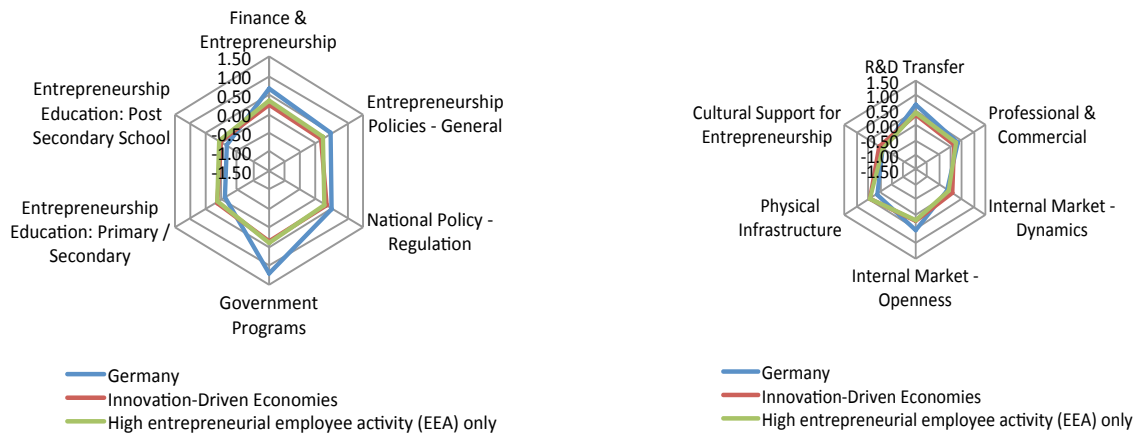 Finance &
Entrepreneurship
1.50
1.00
0.50
0.00
-0.50
-1.00
-1.50
Entrepreneurship
Policies - General
National Policy -
Regulation
Government
Programs
Entrepreneurship
Education: Primary /
Secondary
Entrepreneurship
Education: Post
Secondary School
Germany
Innovation-Driven Economies
High entrepreneurial employee activity (EEA) only
R&D Transfer
1.50
1.00
0.50
0.00
-0.50
-1.00
-1.50
Professional &
Commercial
Internal Market -
Dynamics
Internal Market -
Openness
Physical
Infrastructure
Cultural Support for
Entrepreneurship
Germany
Innovation-Driven Economies
High entrepreneurial employee activity (EEA) only